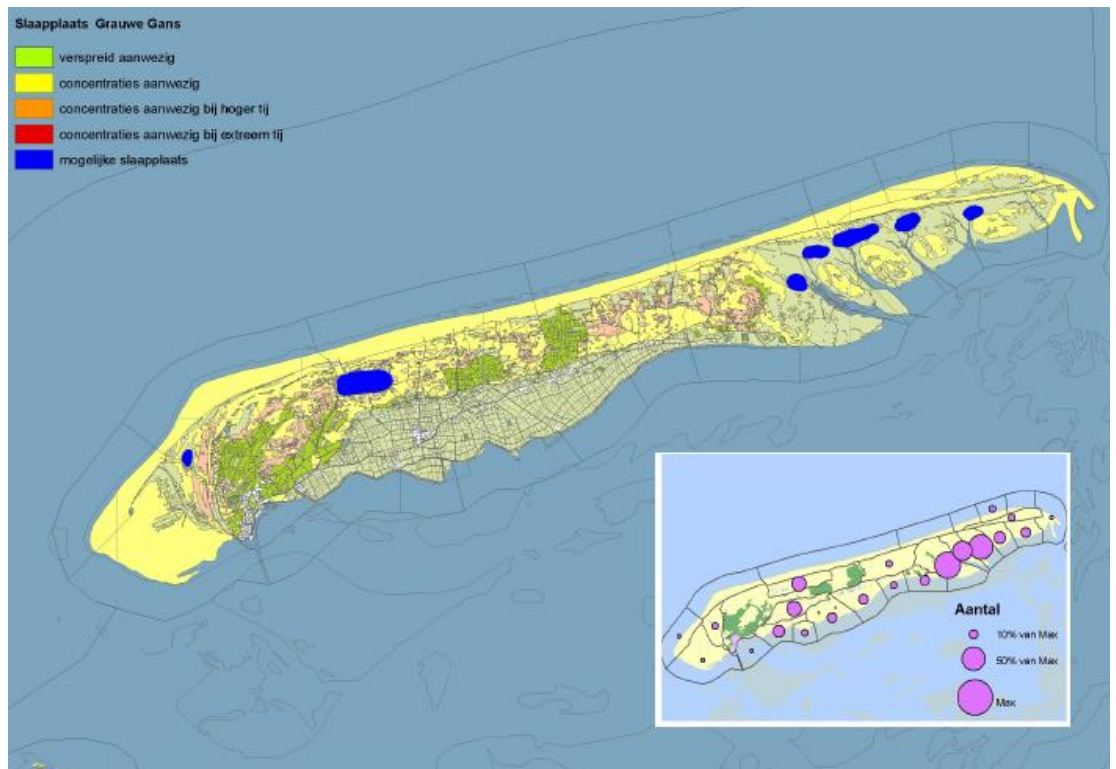 Slaapplaats Grauwe Gans
verspreid aanwezig
concentraties aanwezig
concentraties aanwezig bij hoger tij
concentraties aanwezig bij extreem tij
mogelijke slaapplaats
Aantal
10% van Max
50% van Max
Max